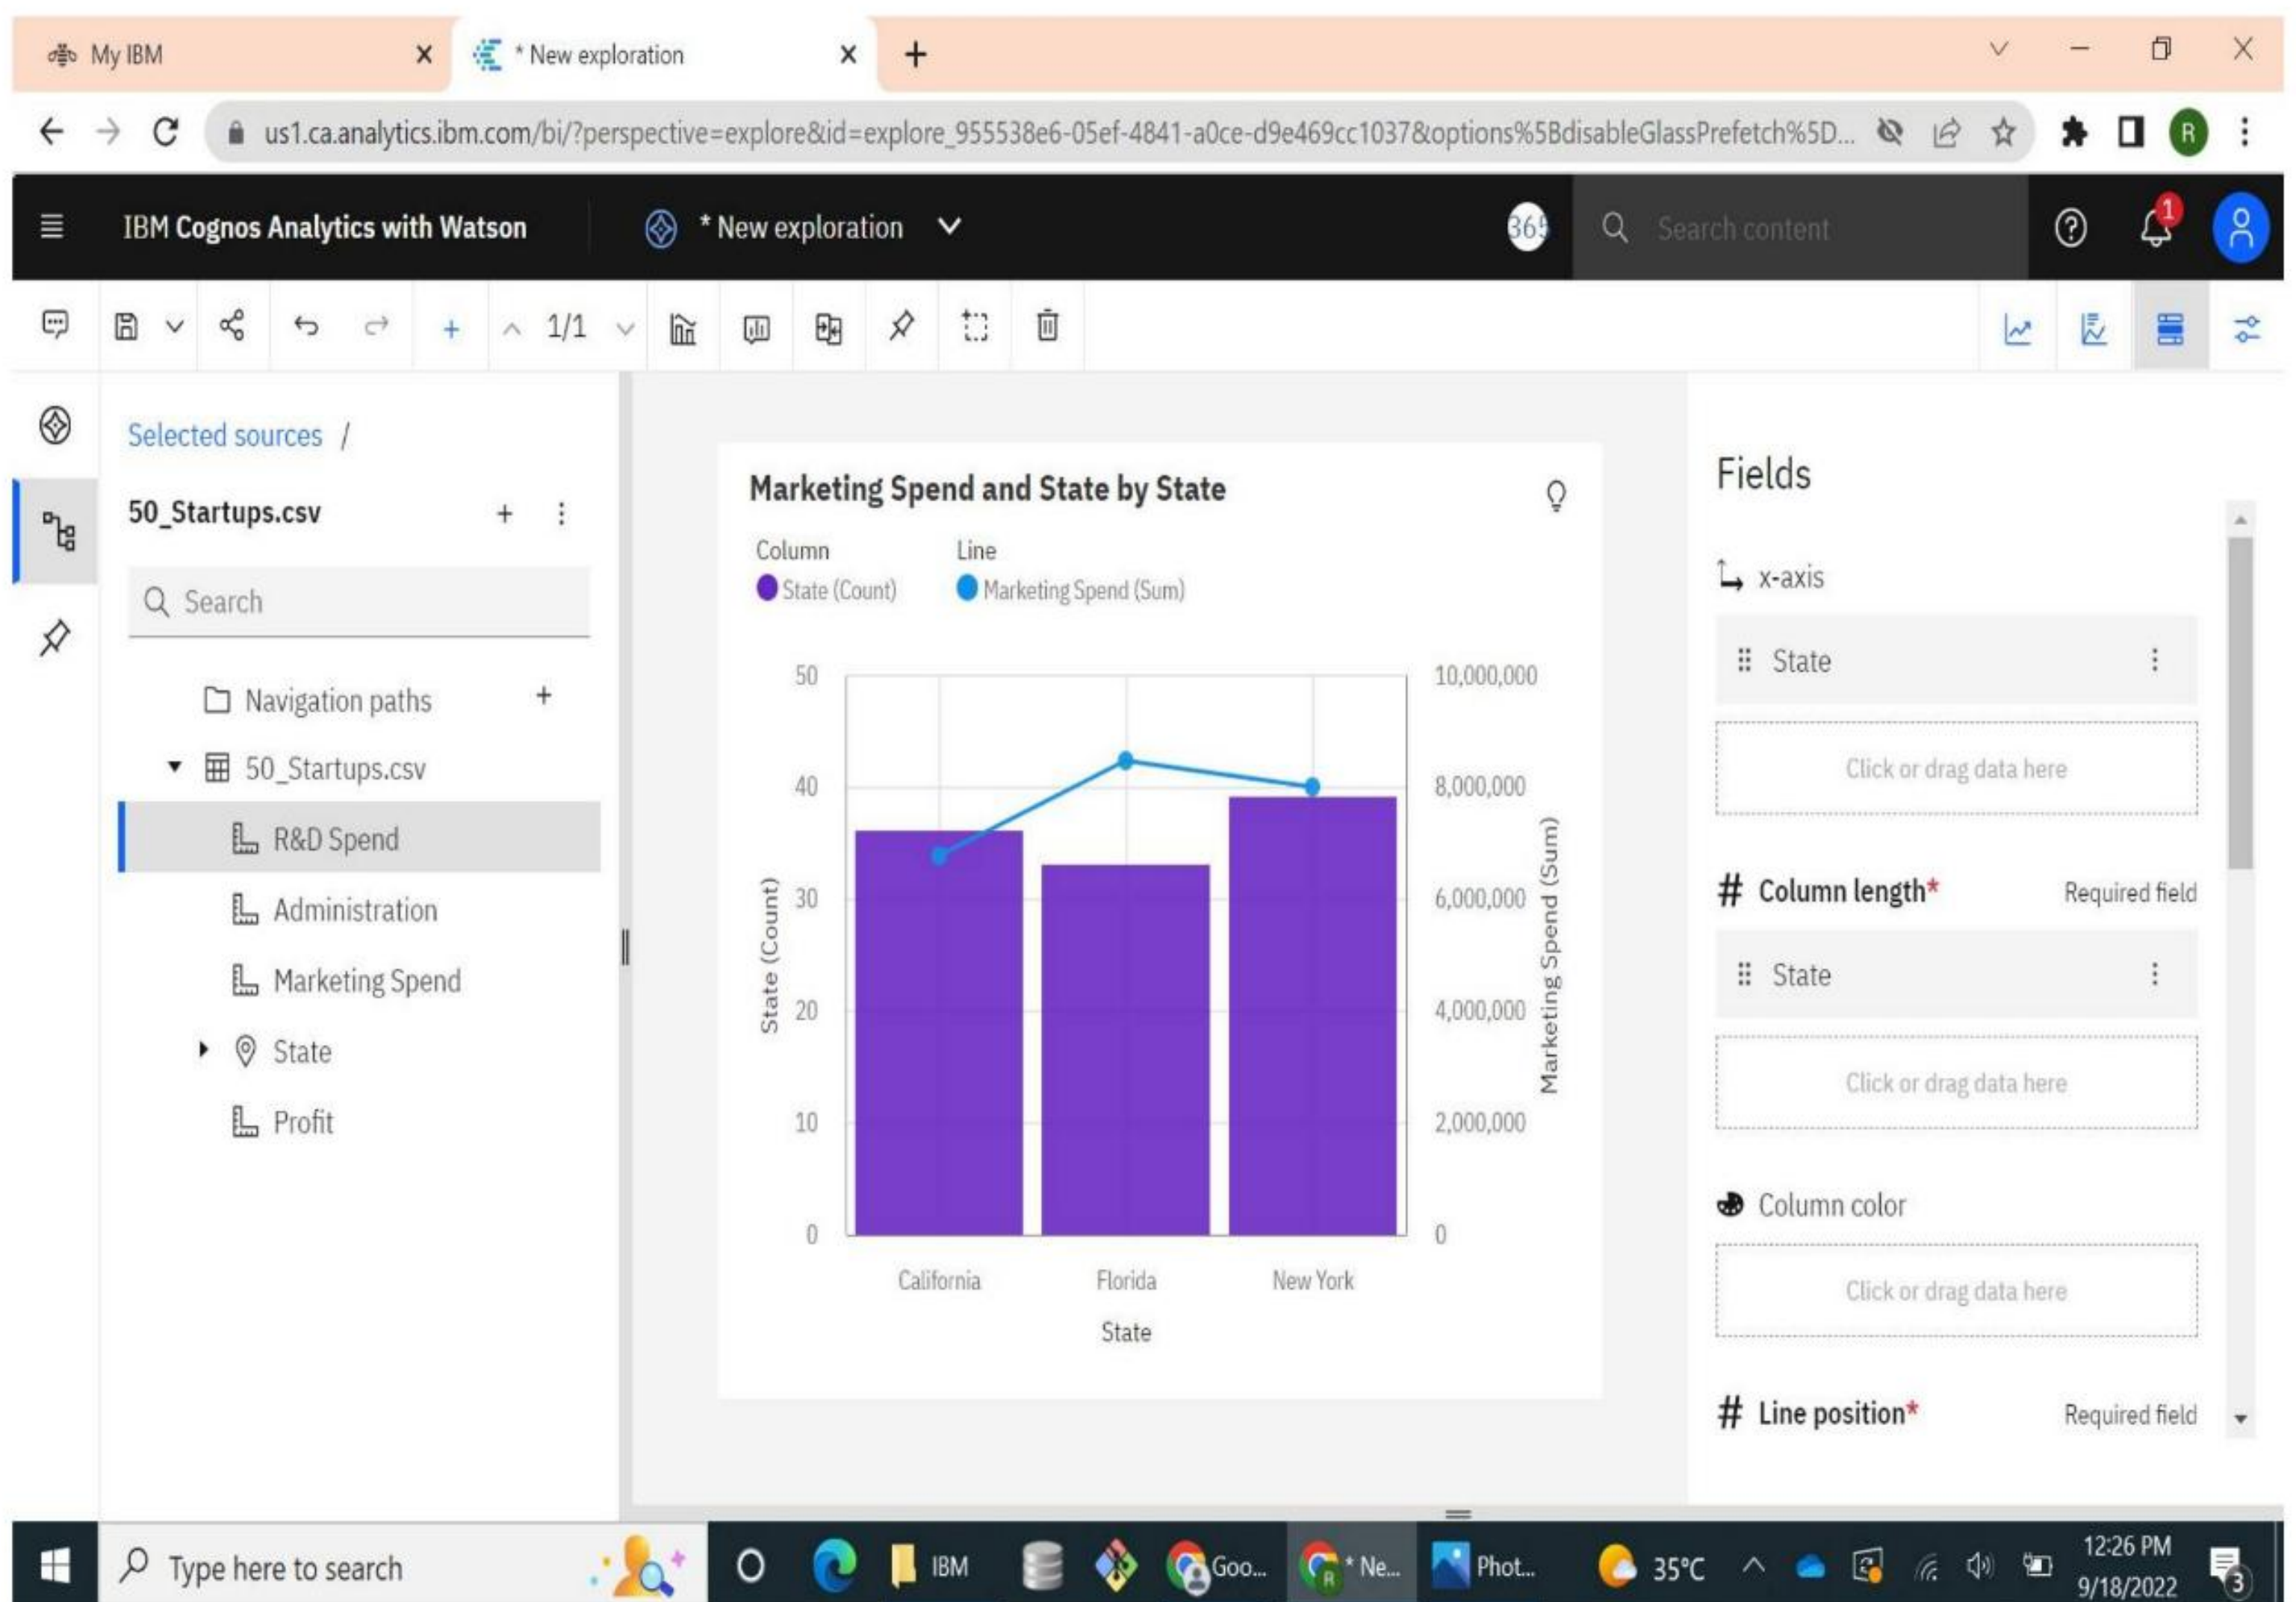 My IBM
* New exploration
us1.ca.analytics.ibm.com/bi/?perspective=explore&id=explore_955538e6-05ef-4841-a0ce-d9e469cc1037&options%5BdisableGlassPrefetch%5D...
R
IBM Cognos Analytics with Watson
* New exploration
365
Search content
1
1/1
Selected sources /
50_Startups.csv
Search
Navigation paths
50_Startups.csv
R&D Spend
Administration
Marketing Spend
State
Profit
Marketing Spend and State by State
Column
Line
State (Count)
Marketing Spend (Sum)
50
40
30
20
10
0
State (Count)
10,000,000
8,000,000
6,000,000
4,000,000
2,000,000
0
Marketing Spend (Sum)
California
Florida
New York
State
Fields
x-axis
State
Click or drag data here
# Column length*
Required field
State
Click or drag data here
Column color
Click or drag data here
# Line position*
Required field
Type here to search
IBM
Goo...
R
* Ne...
Phot...
35°C
12:26 PM
9/18/2022
3